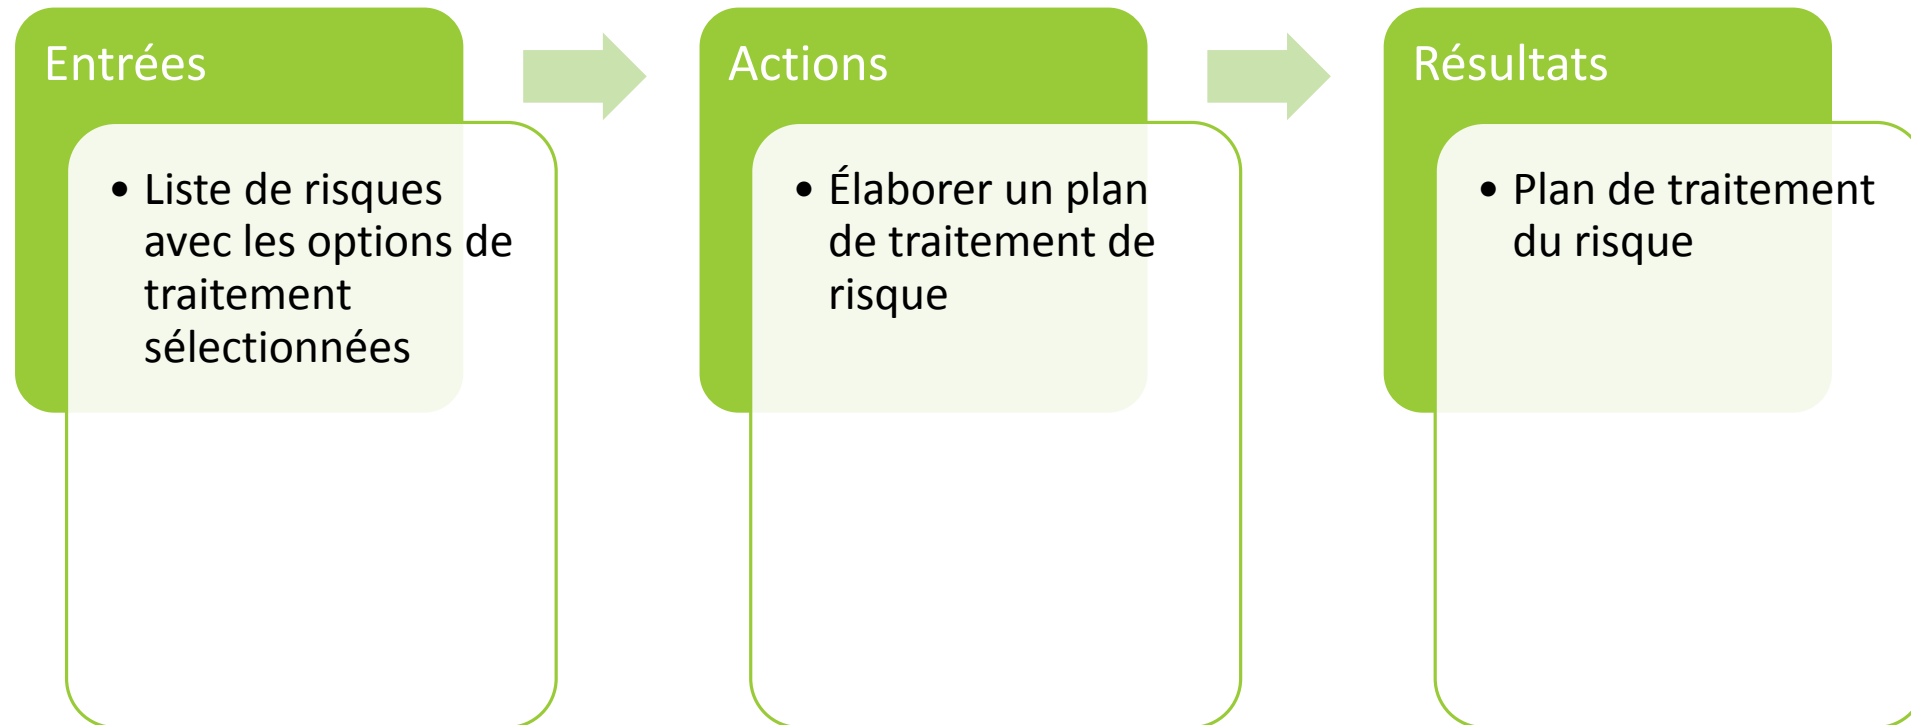 Entrées
• Liste de risques
avec les options de
traitement
sélectionnées
Actions
• Élaborer un plan
de traitement de
risque
Résultats
• Plan de traitement
du risque